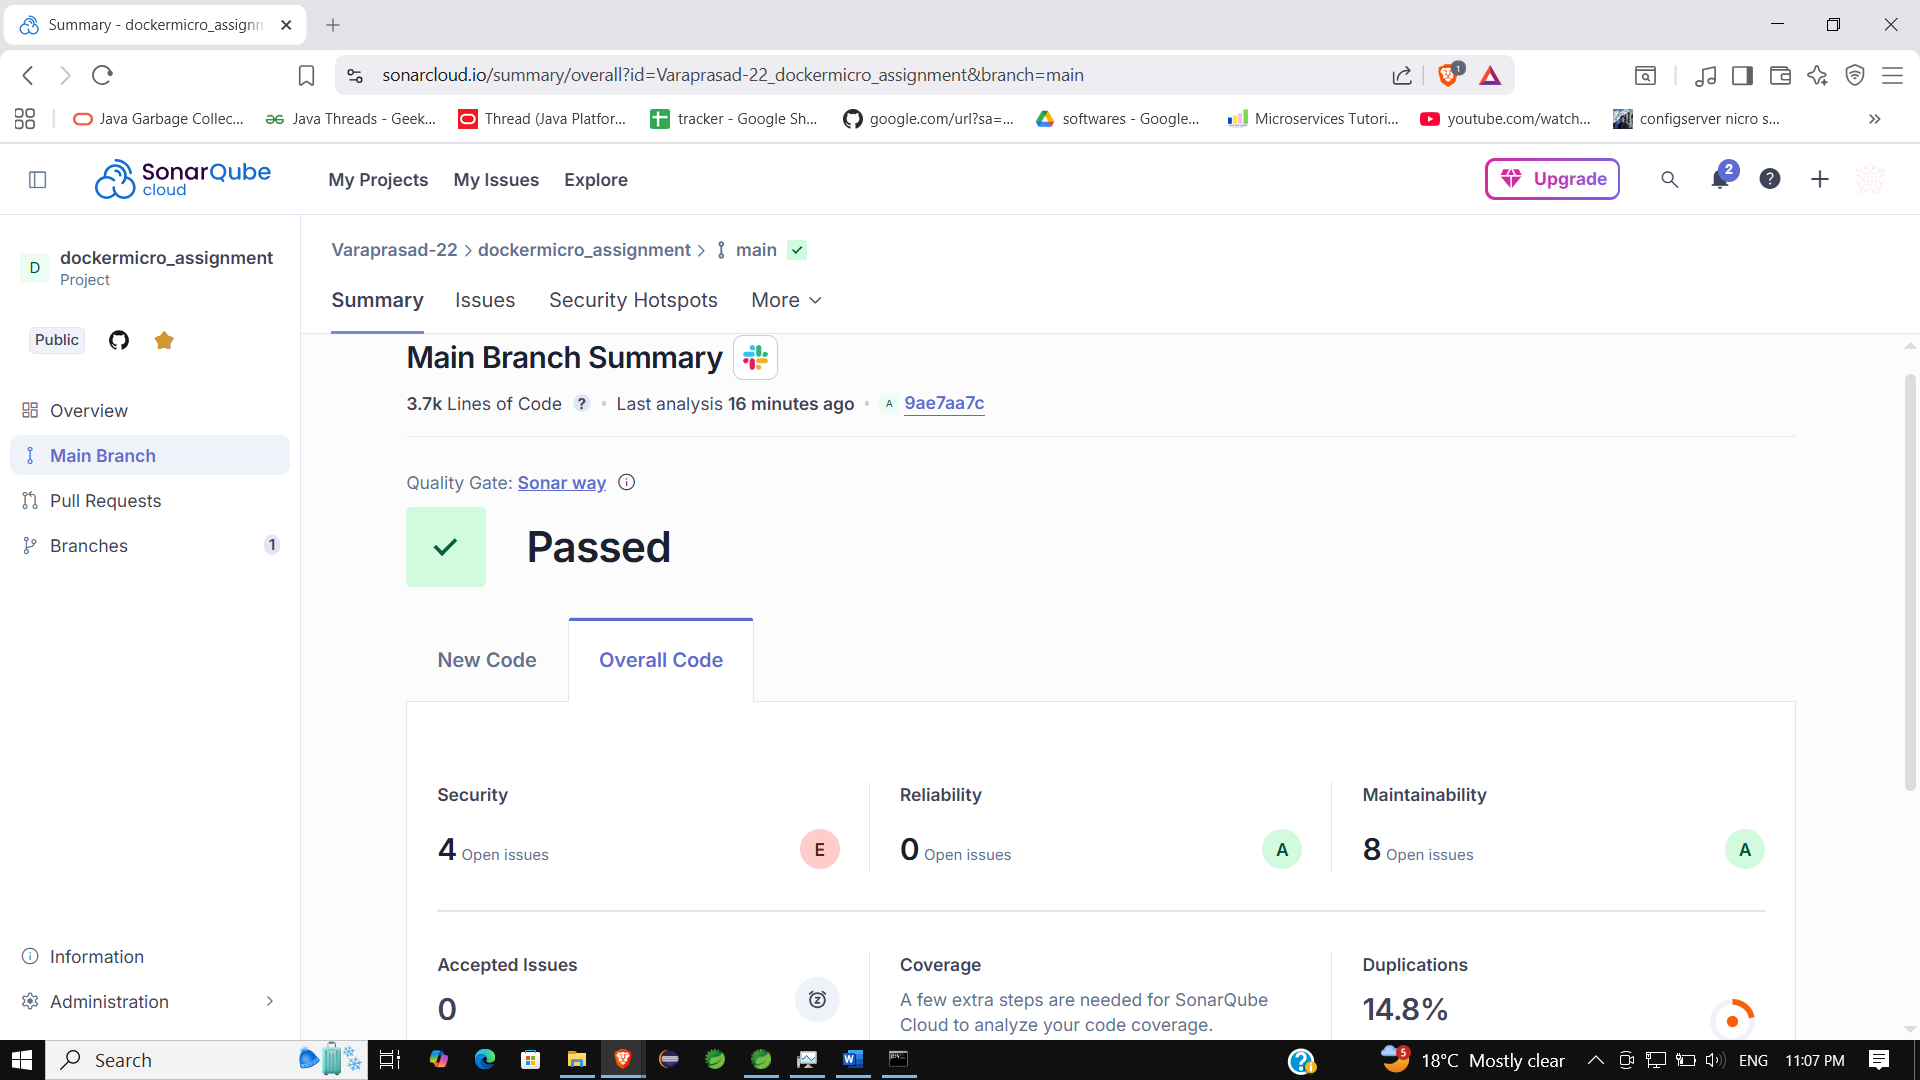 Summary - dockermicro_assignm
sonarcloud.io/summary/overall?id=Varaprasad-22_dockermicro_assignment&branch=main
1
Java Garbage Collec...
Java Threads - Geek...
Thread (Java Platfor...
tracker - Google Sh...
google.com/url?sa=...
softwares - Google...
Microservices Tutori...
youtube.com/watch...
configserver nicro s...
SonarQube
cloud
My Projects
My Issues
Explore
Upgrade
2
?
D
dockermicro_assignment
Project
Public
Overview
Main Branch
Pull Requests
Branches
1
Information
Administration
Varaprasad-22 > dockermicro_assignment > main
Summary
Issues
Security Hotspots
More
Main Branch Summary
3.7k Lines of Code ? • Last analysis 16 minutes ago • A 9ae7aa7c
Quality Gate: Sonar way
Passed
New Code
Overall Code
Security
4 Open issues
E
Reliability
0 Open issues
A
Maintainability
8 Open issues
A
Accepted Issues
0
Coverage
A few extra steps are needed for SonarQube
Cloud to analyze your code coverage.
Duplications
14.8%
Search
5
18°C Mostly clear
ENG
11:07 PM